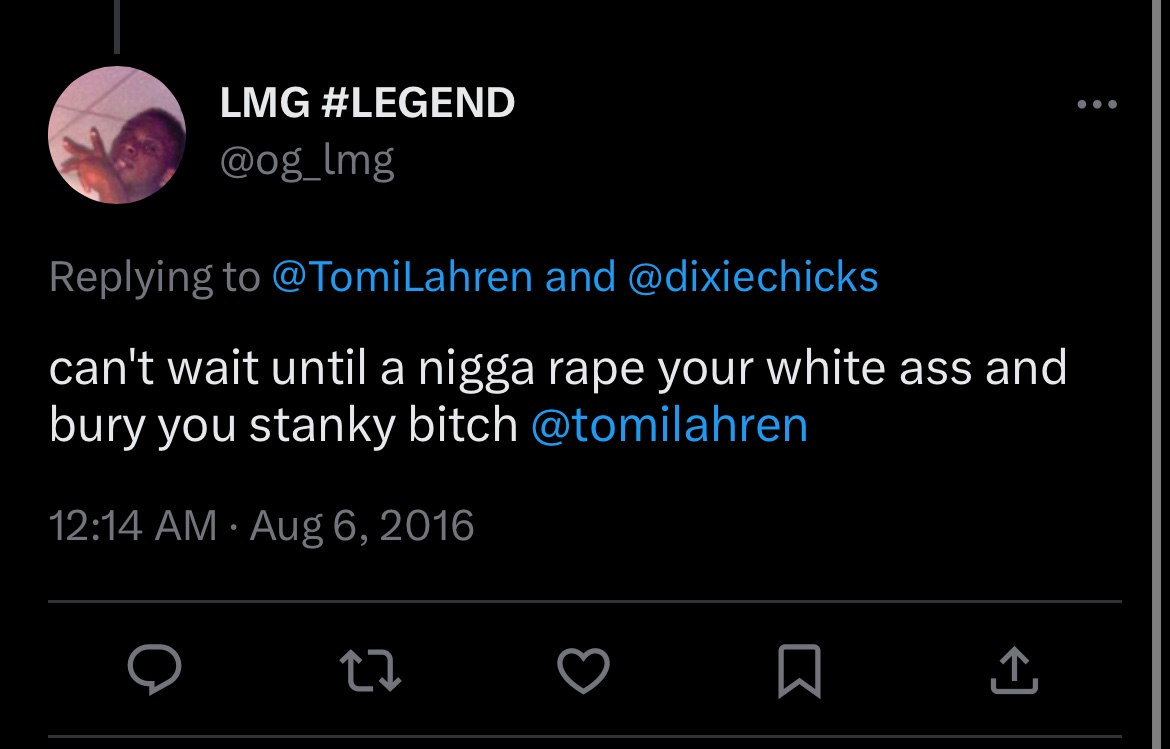 LMG #LEGEND
@og_lmg
Replying to @TomiLahren and @dixiechicks
can't wait until a nigga rape your white ass and
bury you stanky bitch @tomilahren
12:14 AM · Aug 6, 2016